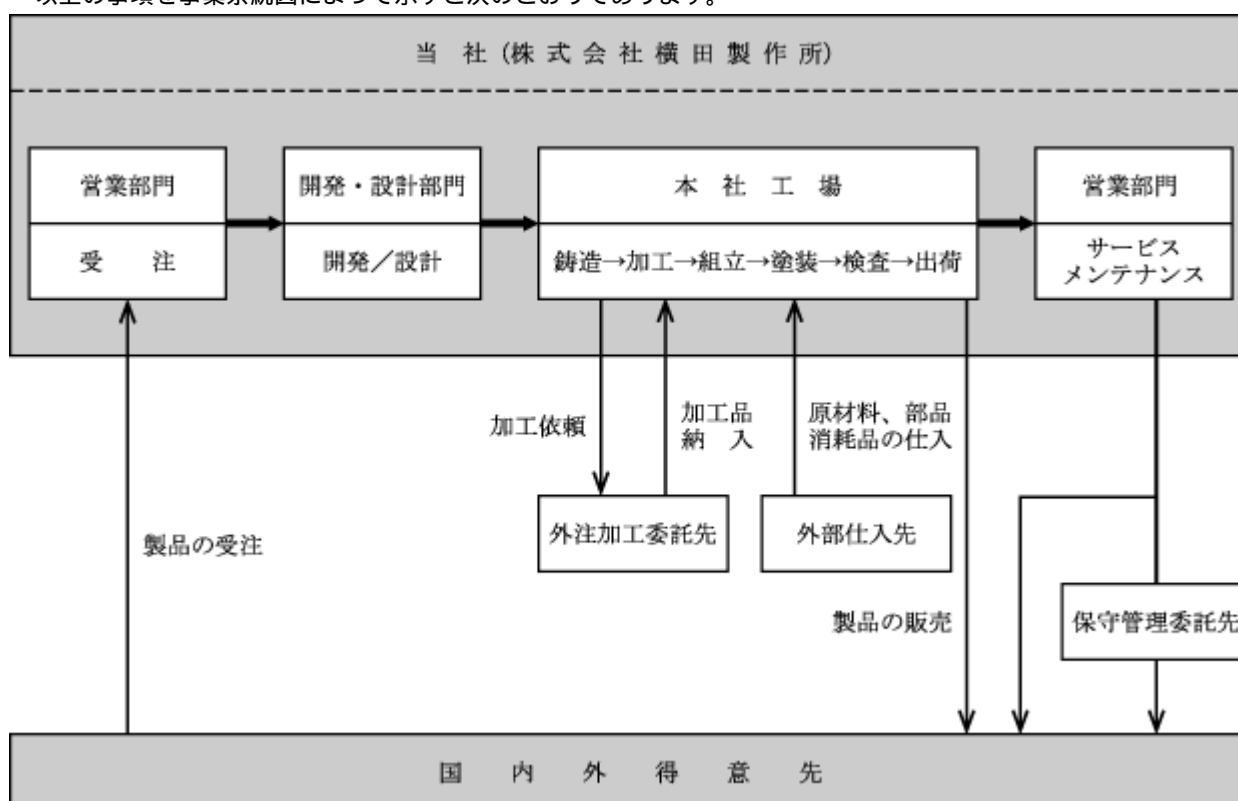 以上の事項を事業系統図によって示すと次のとおりであります。
当 社 (株 式 会 社 横 田 製 作 所)
営業部門
受 注
開発・設計部門
開発／設計
本 社 工 場
鋳造→加工→組立→塗装→検査→出荷
営業部門
サービス
メンテナンス
加工依頼
加工品
納 入
原材料、部品
消耗品の仕入
外注加工委託先
外部仕入先
製品の受注
製品の販売
保守管理委託先
国 内 外 得 意 先